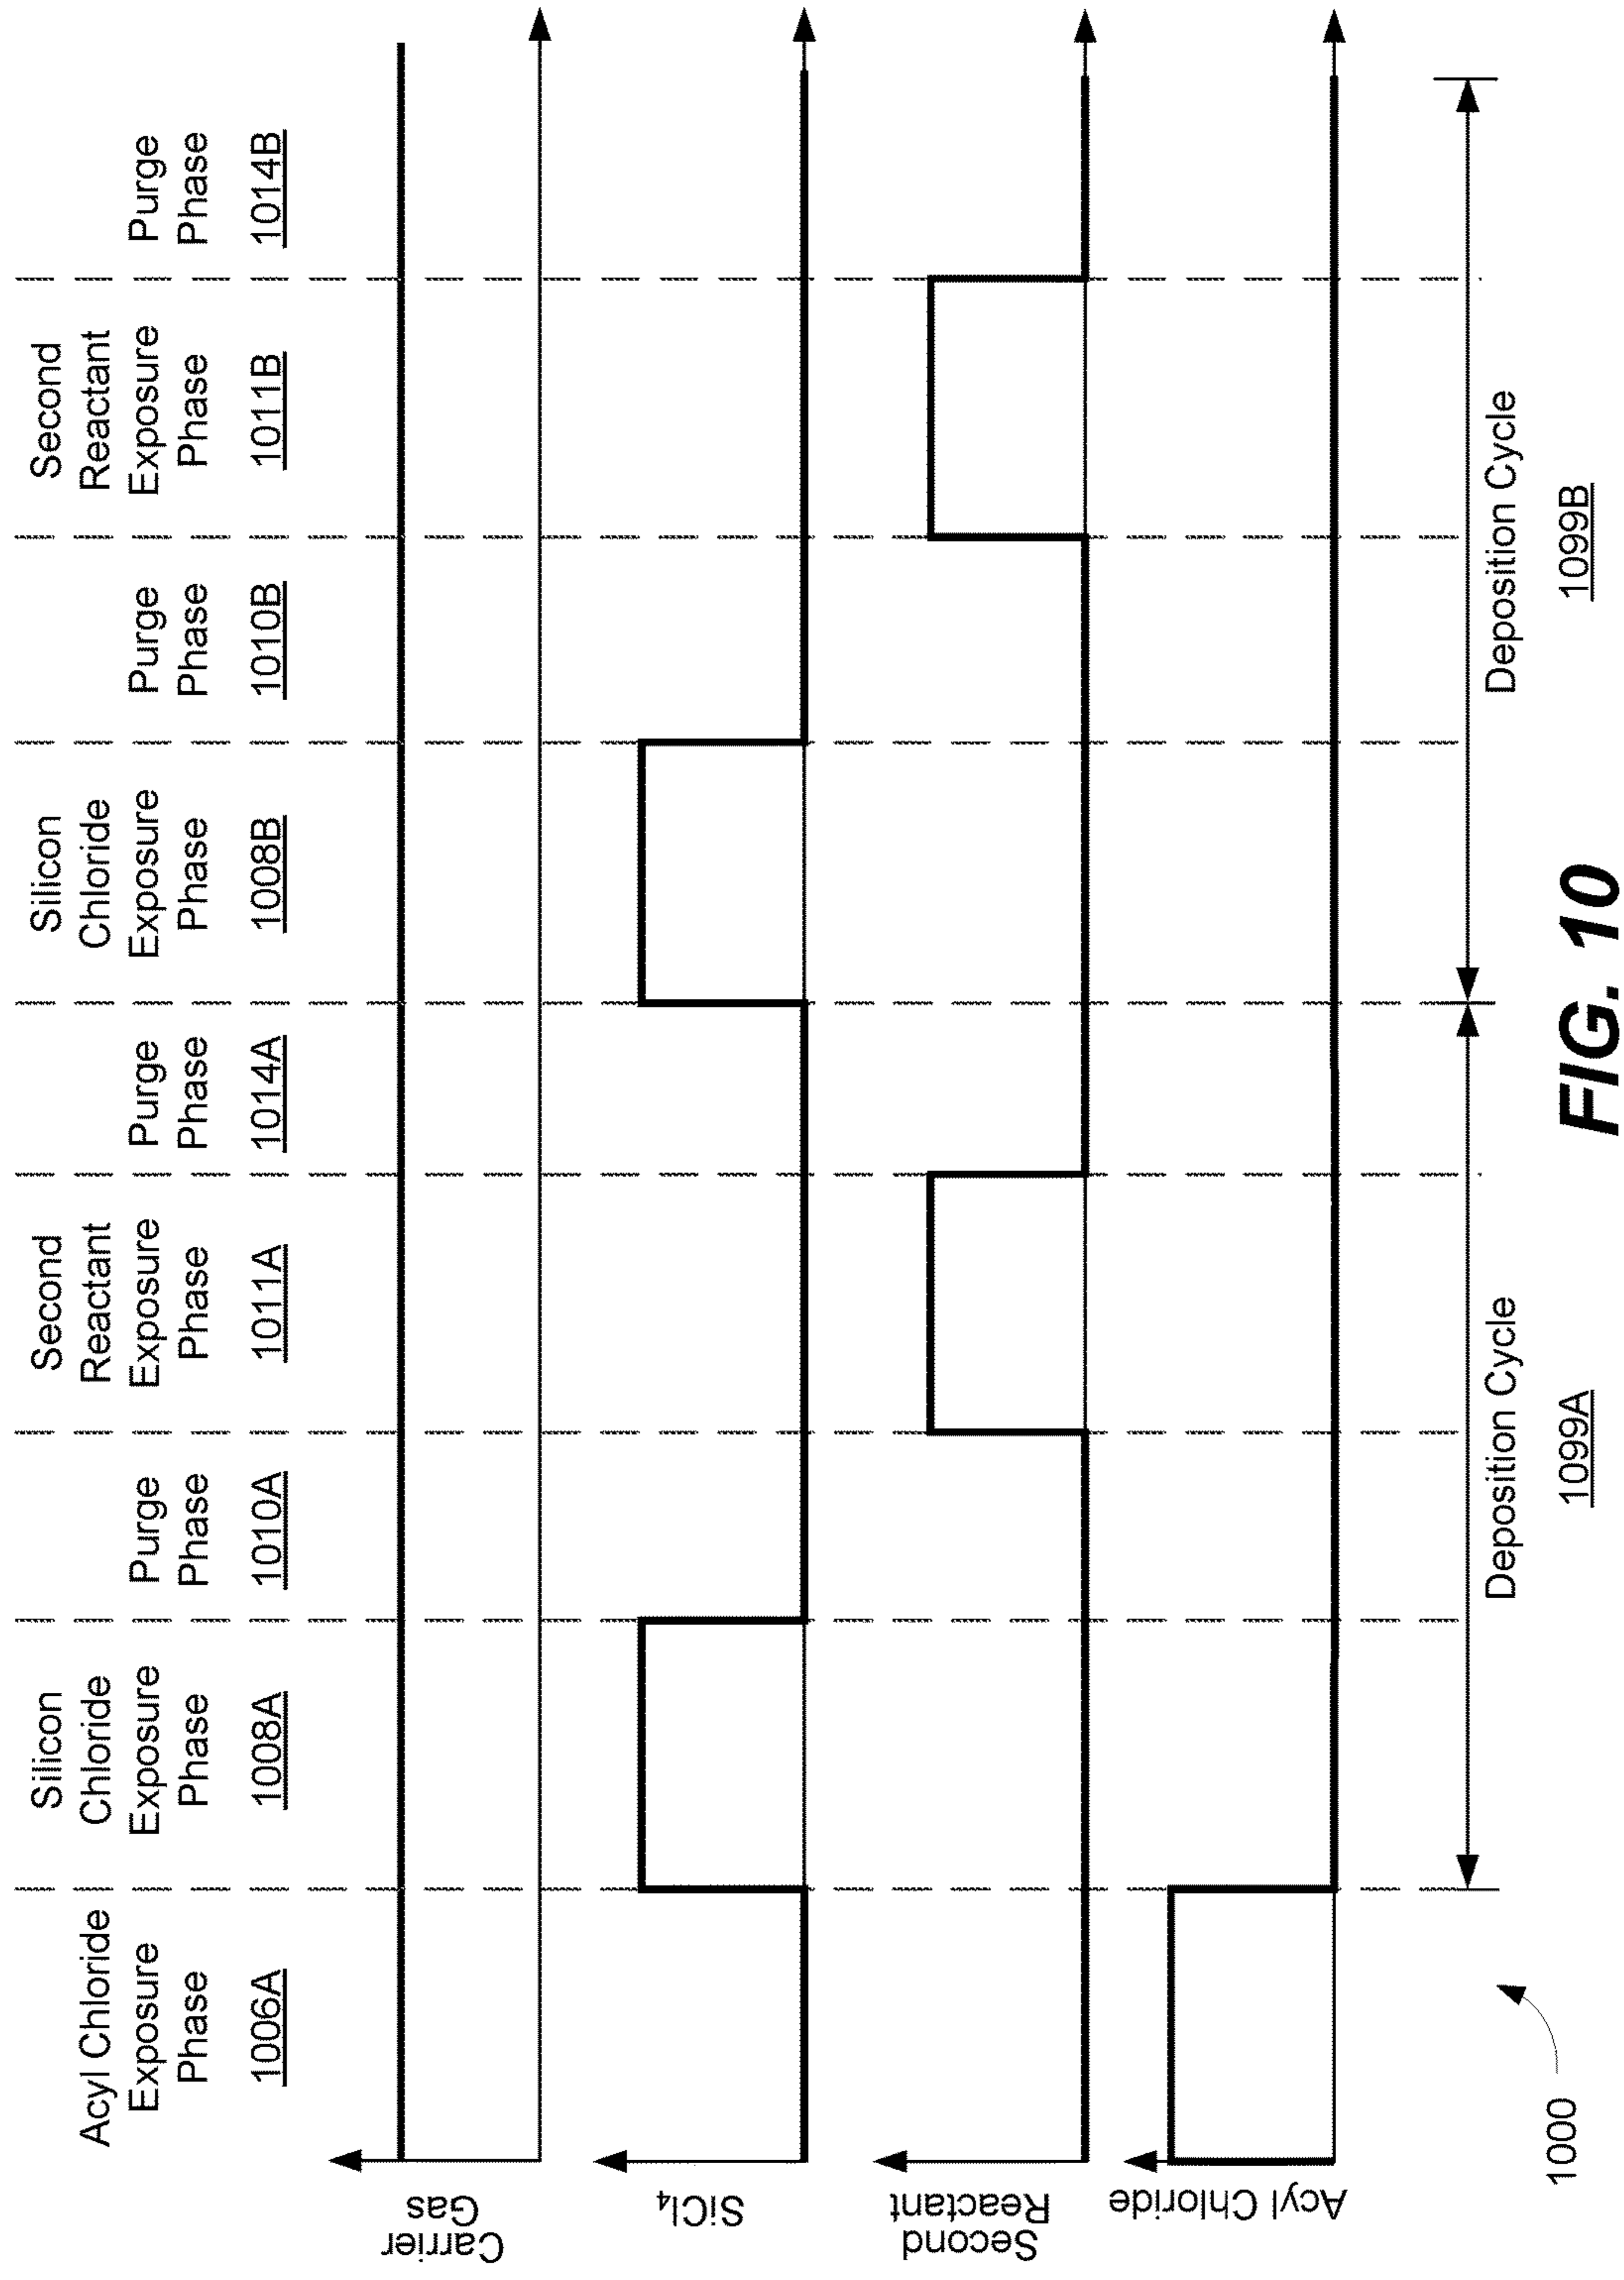 Acyl Chloride
Exposure
Phase
1006A
Silicon
Chloride
Exposure
Phase
1008A
Purge
Phase
1010A
Second
Reactant
Exposure
Phase
1011A
Purge
Phase
1014A
Silicon
Chloride
Exposure
Phase
1008B
Purge
Phase
1010B
Second
Reactant
Exposure
Phase
1011B
Purge
Phase
1014B
Carrier
Gas
SiCl₄
Second
Reactant
Acyl Chloride
Deposition Cycle
1099A
Deposition Cycle
1099B
1000
FIG. 10